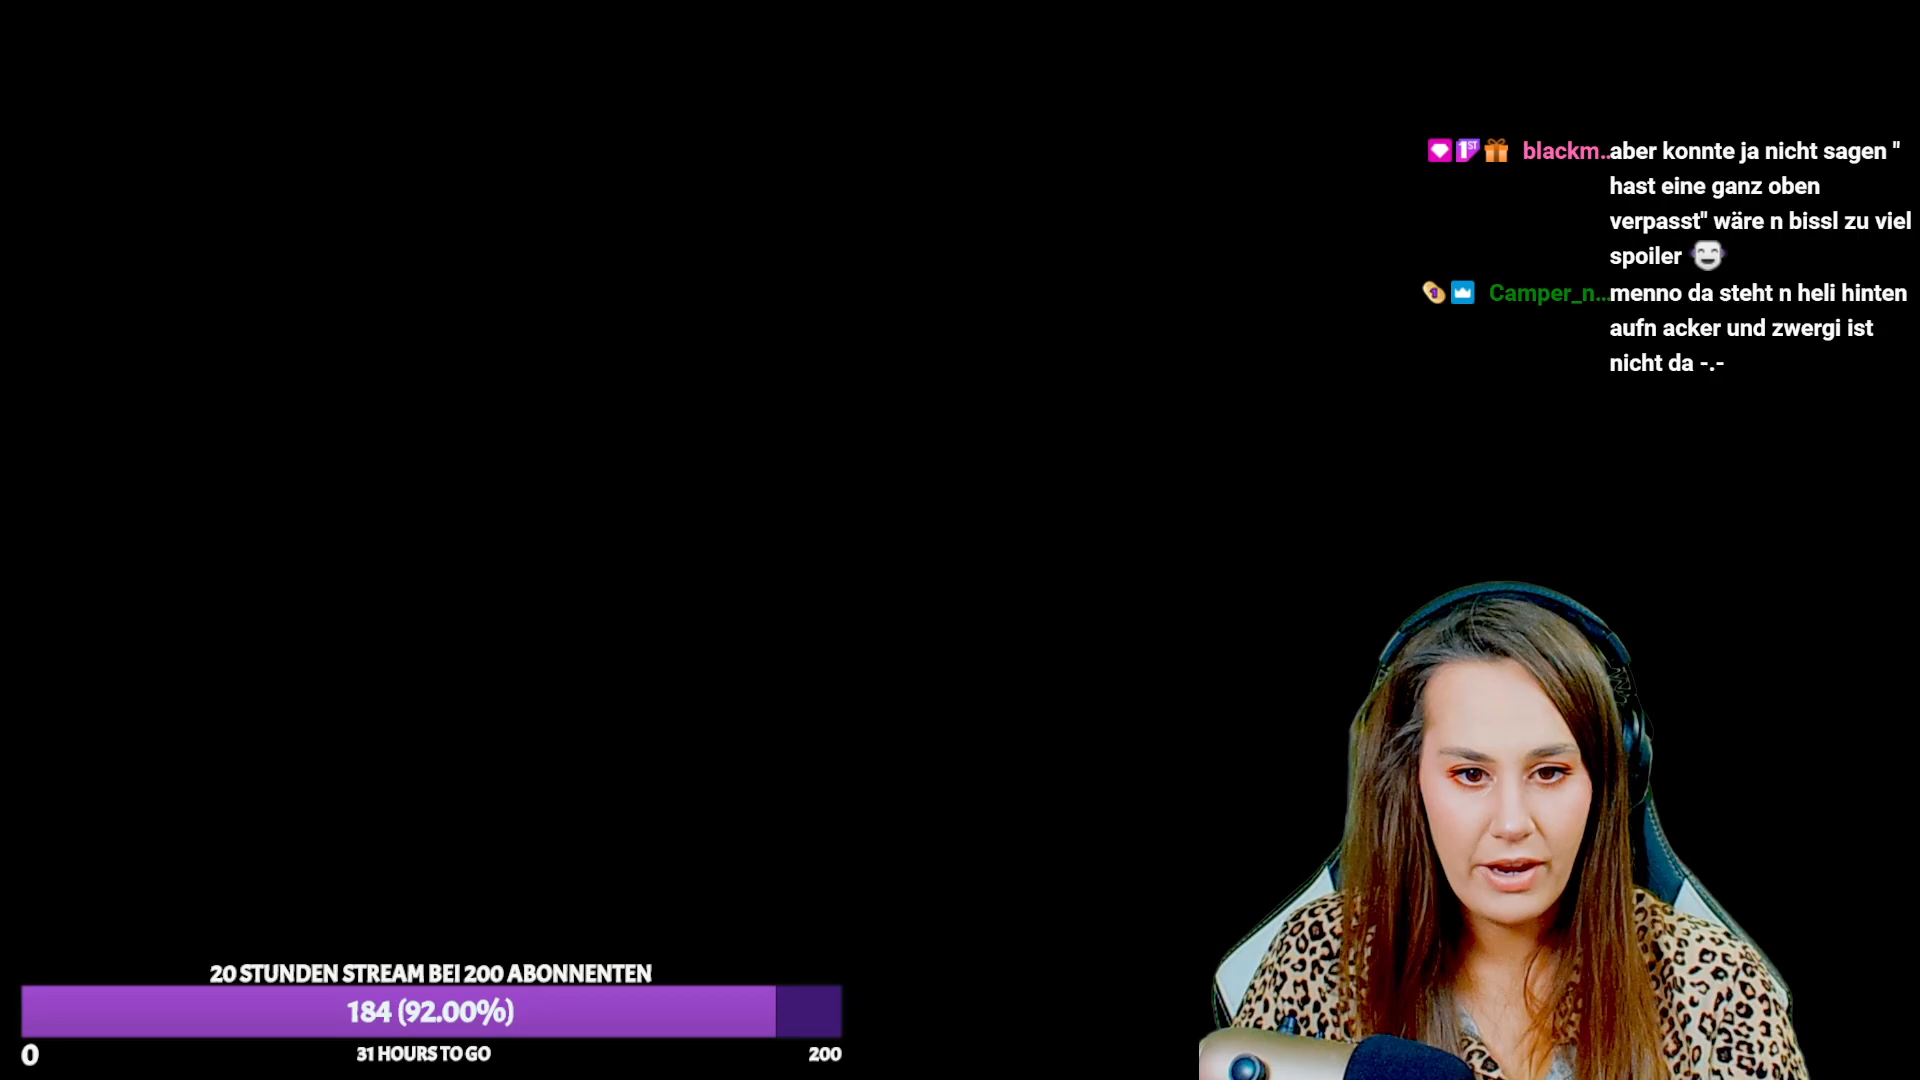 blackm.. aber konnte ja nicht sagen "
hast eine ganz oben
verpasst" wäre n bissl zu viel
spoiler
Camper_n... menno da steht n heli hinten
aufn acker und zwergi ist
nicht da -.-
20 STUNDEN STREAM BEI 200 ABONNENTEN
184 (92.00%)
0 31 HOURS TO GO 200